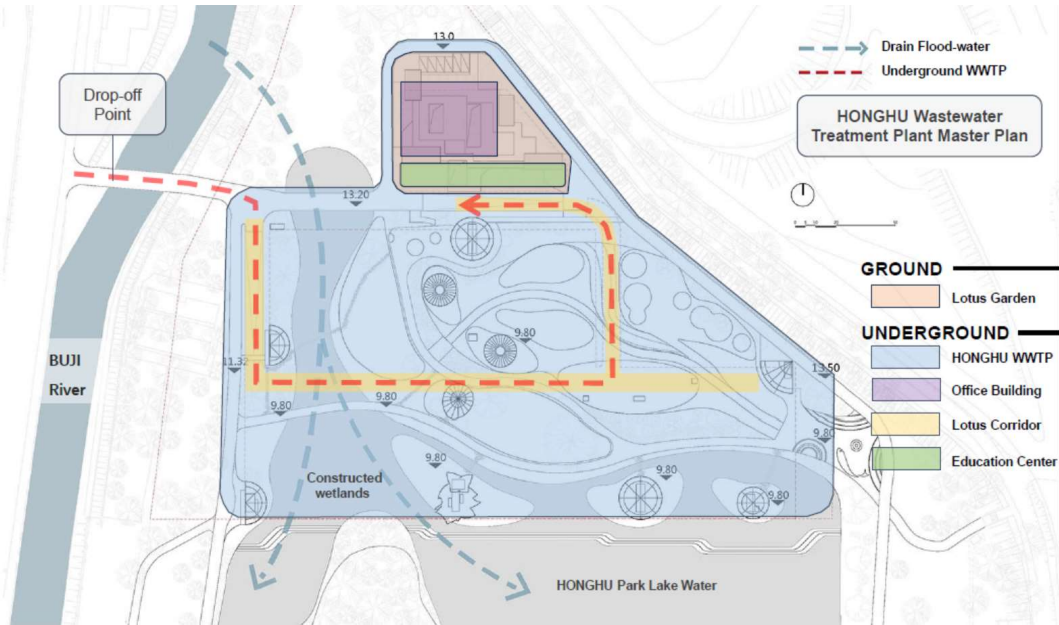 13.0
Drain Flood-water
Underground WWTP
Drop-off
Point
HONGHU Wastewater
Treatment Plant Master Plan
13.20
GROUND
Lotus Garden
UNDERGROUND
HONGHU WWTP
Office Building
Lotus Corridor
Education Center
BUJI
River
11.32
9.80
13.50
9.80
9.80
9.80
9.80
9.80
9.80
Constructed
wetlands
HONGHU Park Lake Water